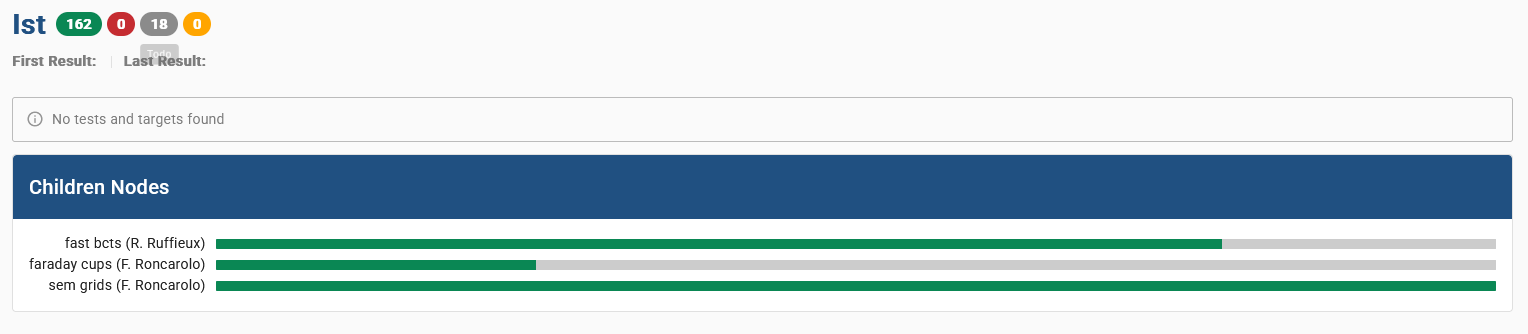 Ist 162 0 18 0
Todo
First Result: Last Result:
No tests and targets found
Children Nodes
fast bcts (R. Ruffieux)
faraday cups (F. Roncarolo)
sem grids (F. Roncarolo)